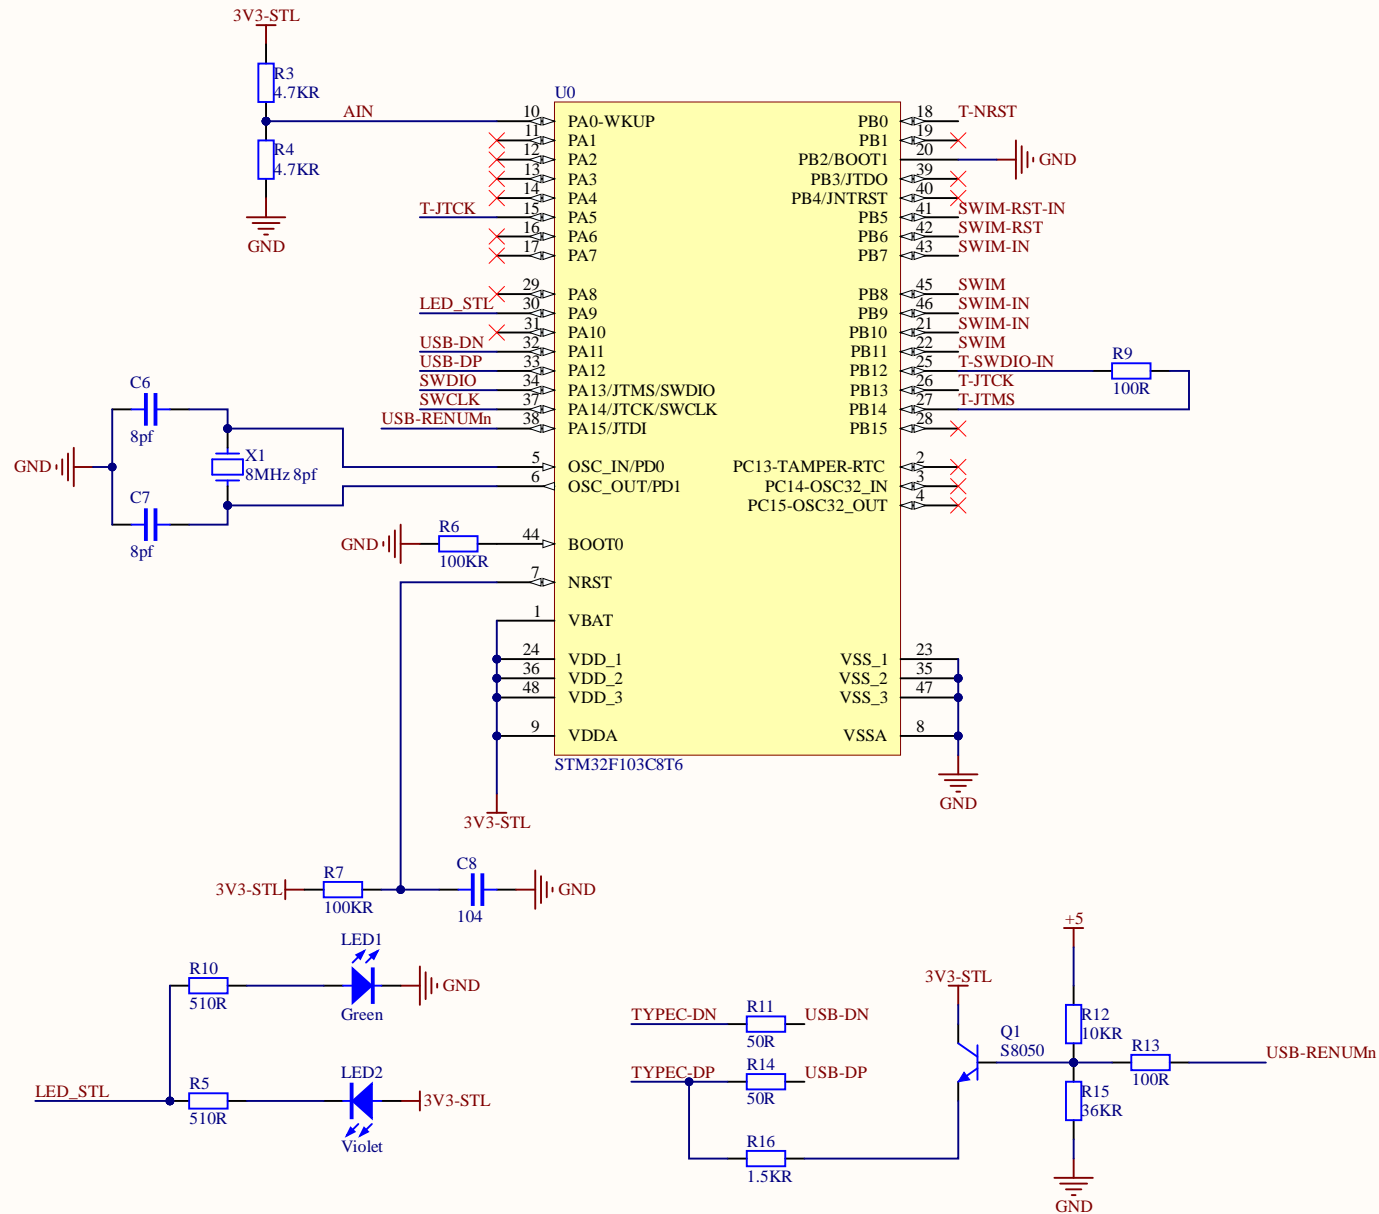 3V3-STL
R3
4.7KR
AIN
R4
4.7KR
GND
U0
10 PA0-WKUP
11 PA1
12 PA2
13 PA3
14 PA4
T-JTCK 15 PA5
16 PA6
17 PA7
29 PA8
LED_STL 30 PA9
31 PA10
USB-DN 32 PA11
USB-DP 33 PA12
SWDIO 34 PA13/JTMS/SWDIO
SWCLK 37 PA14/JTCK/SWCLK
USB-RENUMn 38 PA15/JTDI
5 OSC_IN/PD0
6 OSC_OUT/PD1
44 BOOT0
7 NRST
1 VBAT
24 VDD_1
36 VDD_2
48 VDD_3
9 VDDA
PB0 18 T-NRST
PB1 19
PB2/BOOT1 20 GND
PB3/JTDO 39
PB4/JNTRST 40
PB5 41 SWIM-RST-IN
PB6 42 SWIM-RST
PB7 43 SWIM-IN
PB8 45 SWIM
PB9 46 SWIM-IN
PB10 21 SWIM-IN
PB11 22 SWIM
PB12 25 T-SWDIO-IN
PB13 26 T-JTCK
PB14 27 T-JTMS
PB15 28
R9
100R
PC13-TAMPER-RTC 2
PC14-OSC32_IN 3
PC15-OSC32_OUT 4
VSS_1 23
VSS_2 35
VSS_3 47
VSSA 8
STM32F103C8T6
GND
3V3-STL
C6
8pf
GND
X1
8MHz 8pf
C7
8pf
GND
R6
100KR
3V3-STL
R7
100KR
C8
104
GND
LED1
R10
510R
Green
GND
LED_STL
R5
510R
LED2
Violet
3V3-STL
TYPEC-DN
R11
50R
USB-DN
TYPEC-DP
R14
50R
USB-DP
R16
1.5KR
3V3-STL
Q1
S8050
+5
R12
10KR
R13
100R
USB-RENUMn
R15
36KR
GND